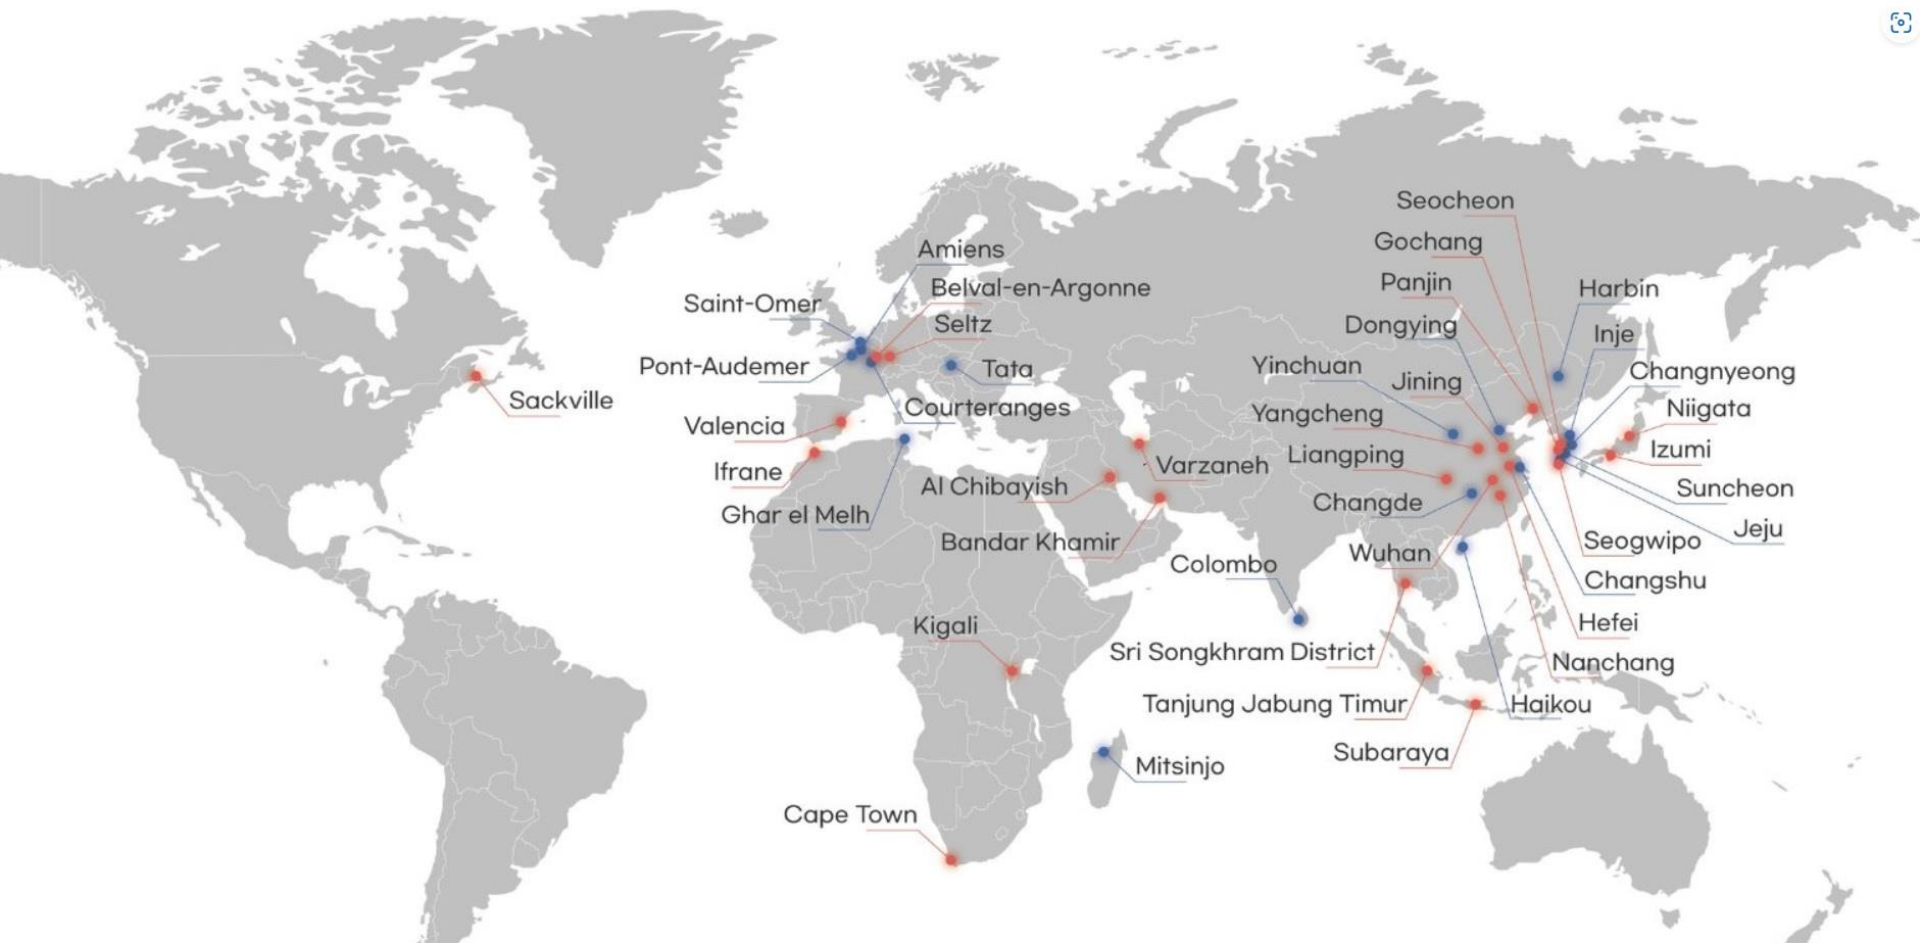 Seocheon
Gochang
Amiens
Panjin
Harbin
Belval-en-Argonne
Saint-Omer
Seltz
Dongying
Inje
Pont-Audemer
Tata
Yinchuan
Jining
Changnyeong
Sackville
Courteranges
Yangcheng
Niigata
Valencia
Izumi
Liangping
Varzaneh
Ifrane
Al Chibayish
Suncheon
Changde
Ghar el Melh
Jeju
Bandar Khamir
Seogwipo
Wuhan
Colombo
Changshu
Kigali
Hefei
Sri Songkhram District
Nanchang
Tanjung Jabung Timur
Haikou
Subaraya
Mitsinjo
Cape Town